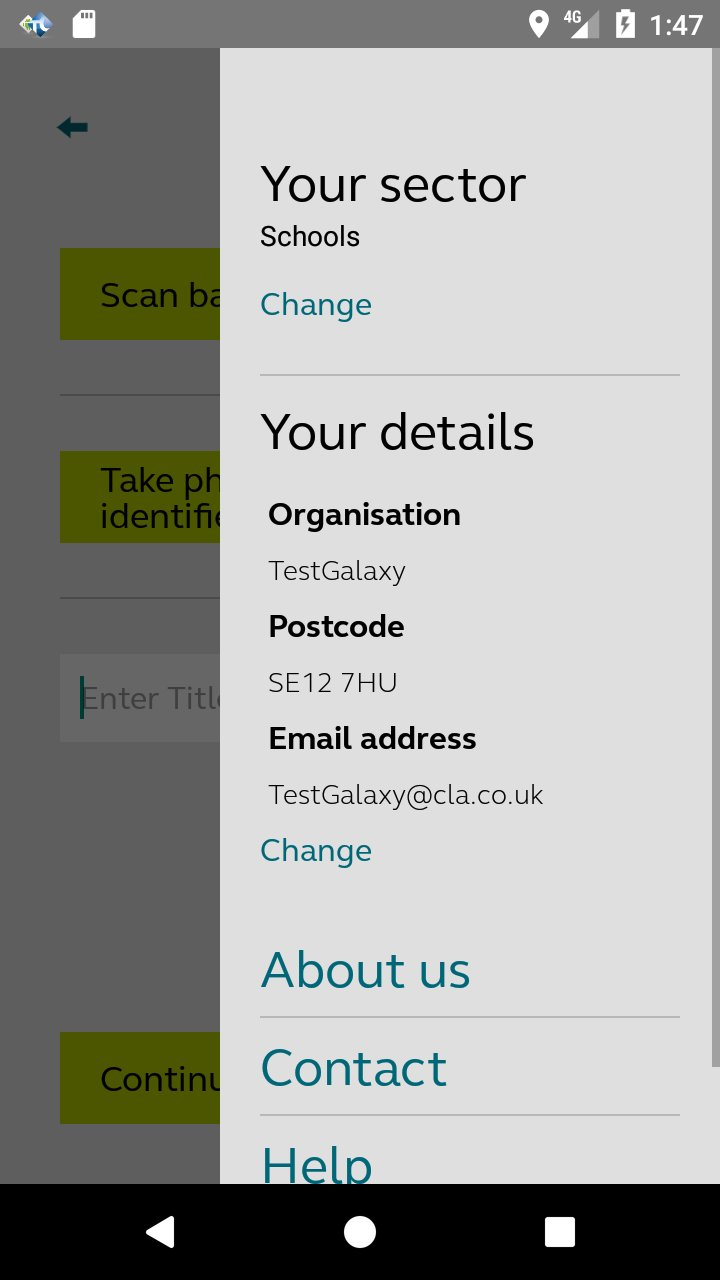 4G 1:47
Your sector
Schools
Change
Scan ba
Your details
Organisation
Take ph
identifie
TestGalaxy
Postcode
SE12 7HU
Enter Title
Email address
TestGalaxy@cla.co.uk
Change
About us
Contact
Continu
Help